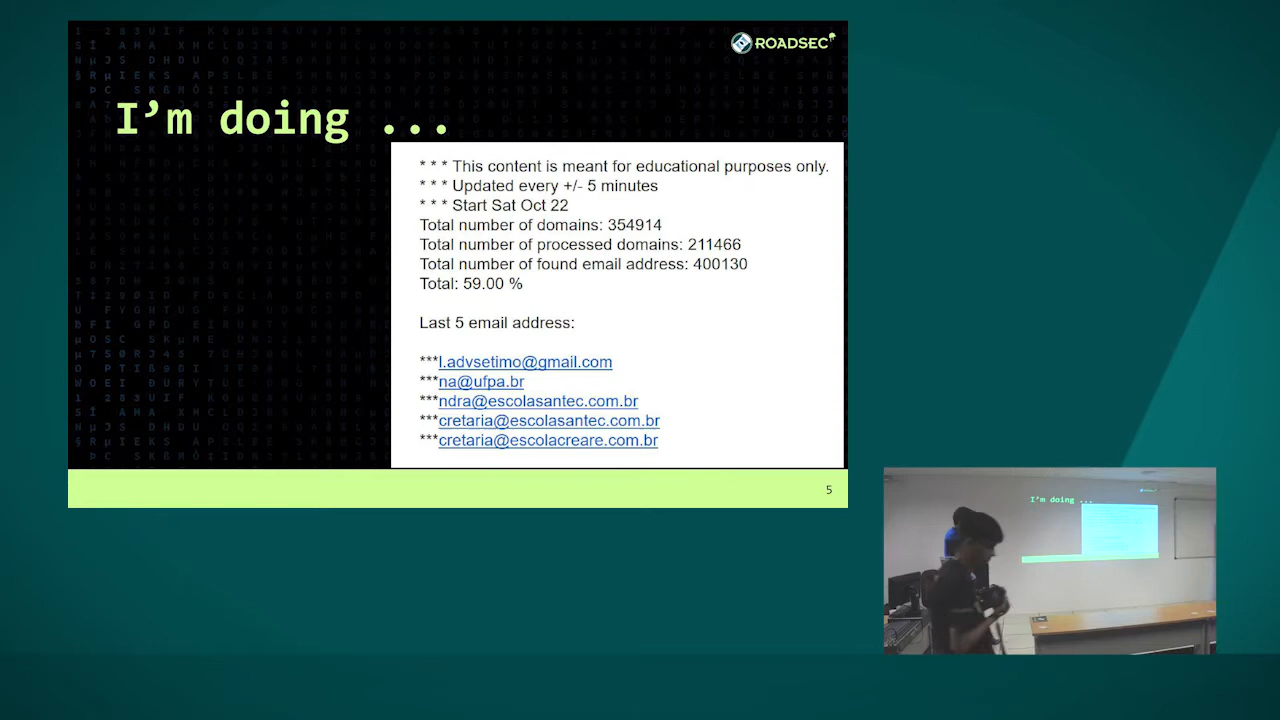 ROADSEC
I'm doing ...
* * * This content is meant for educational purposes only.
* * * Updated every +/- 5 minutes
* * * Start Sat Oct 22
Total number of domains: 354914
Total number of processed domains: 211466
Total number of found email address: 400130
Total: 59.00 %
Last 5 email address:
***l.advsetimo@gmail.com
***na@ufpa.br
***ndra@escolasantec.com.br
***cretaria@escolasantec.com.br
***cretaria@escolacreare.com.br
5
I'm doing ...